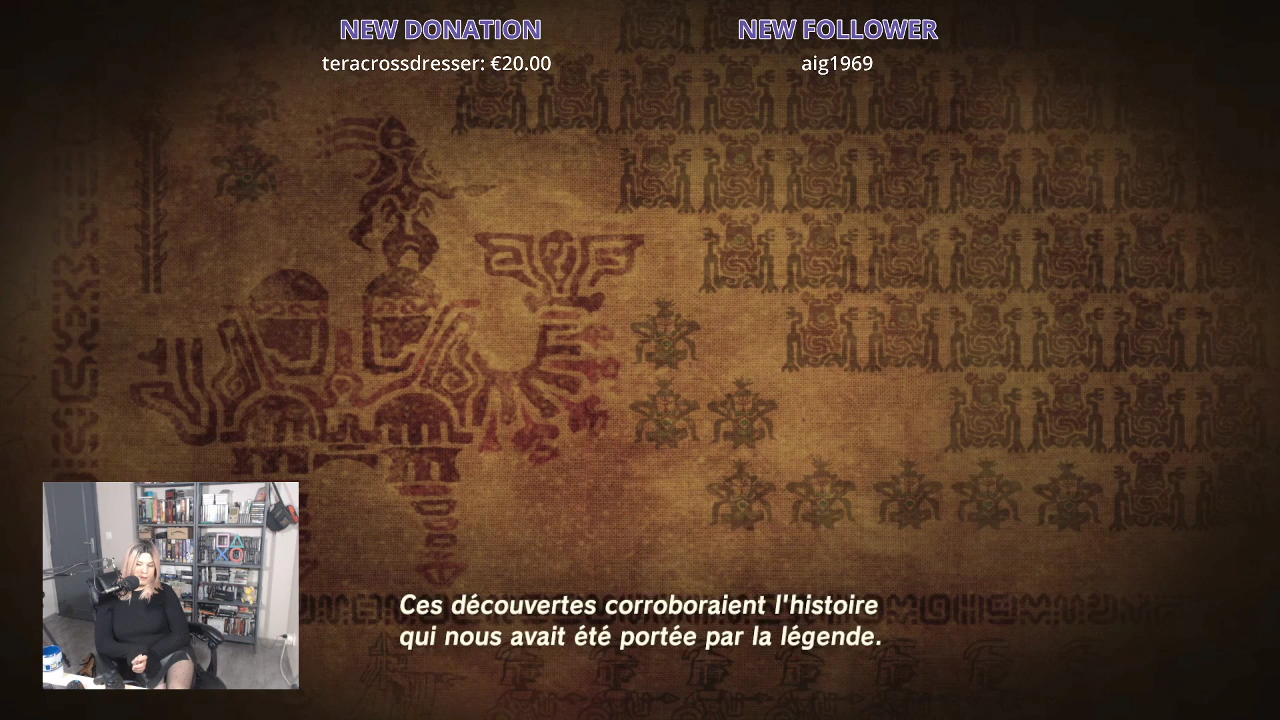 NEW DONATION
teracrossdresser: €20.00
NEW FOLLOWER
aig1969
Ces découvertes corroboraient l'histoire
qui nous avait été portée par la légende.